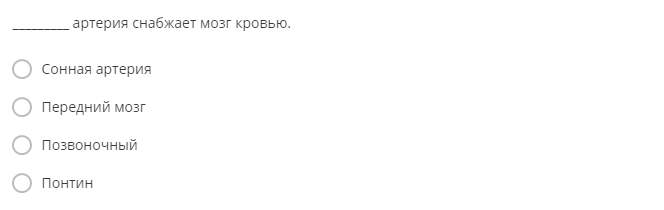 _________ артерия снабжает мозг кровью.
Сонная артерия
Передний мозг
Позвоночный
Понтин